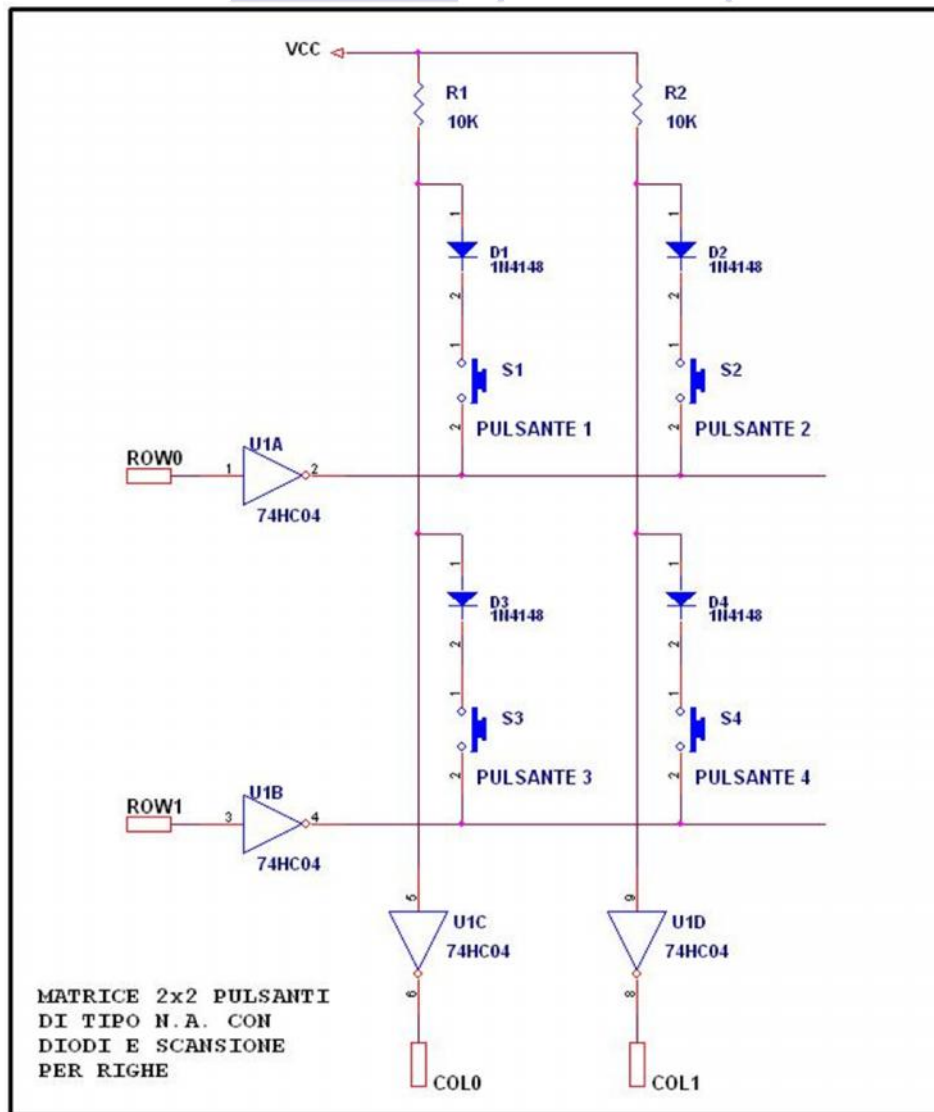 VCC
R1
10K
R2
10K
1
D1
1N4148
2
1
D2
1N4148
2
1
S1
2
PULSANTE 1
1
S2
2
PULSANTE 2
ROW0
1
U1A
2
74HC04
1
D3
1N4148
2
1
D4
1N4148
2
1
S3
2
PULSANTE 3
1
S4
2
PULSANTE 4
ROW1
3
U1B
4
74HC04
5
U1C
74HC04
6
COL0
9
U1D
74HC04
8
COL1
MATRICE 2x2 PULSANTI
DI TIPO N.A. CON
DIODI E SCANSIONE
PER RIGHE